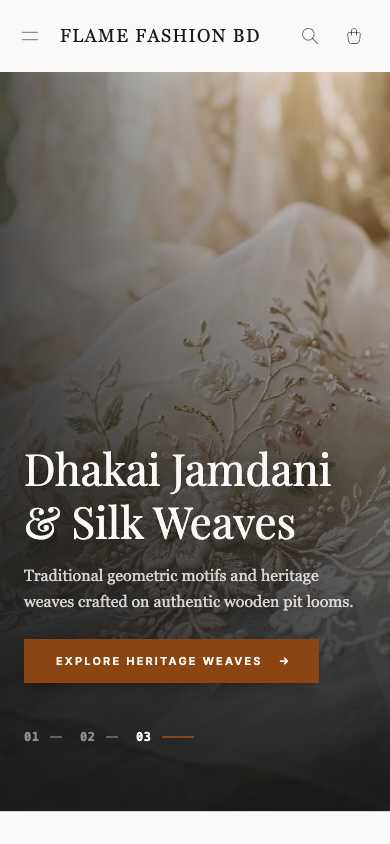 FLAME FASHION BD
Dhakai Jamdani
& Silk Weaves
Traditional geometric motifs and heritage
weaves crafted on authentic wooden pit looms.
EXPLORE HERITAGE WEAVES →
01 02 03